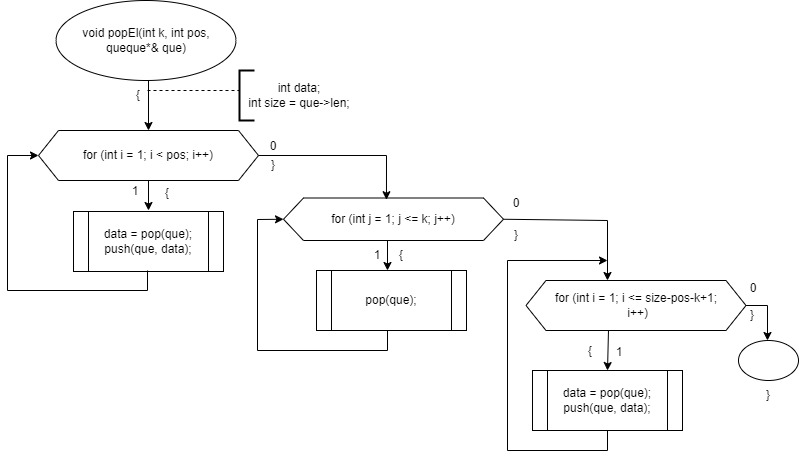 void popEl(int k, int pos,
queque*& que)
{
int data;
int size = que->len;
for (int i = 1; i < pos; i++)
0
}
1
{
data = pop(que);
push(que, data);
for (int j = 1; j <= k; j++)
0
}
1
{
pop(que);
for (int i = 1; i <= size-pos-k+1;
i++)
0
}
{
1
data = pop(que);
push(que, data);
}